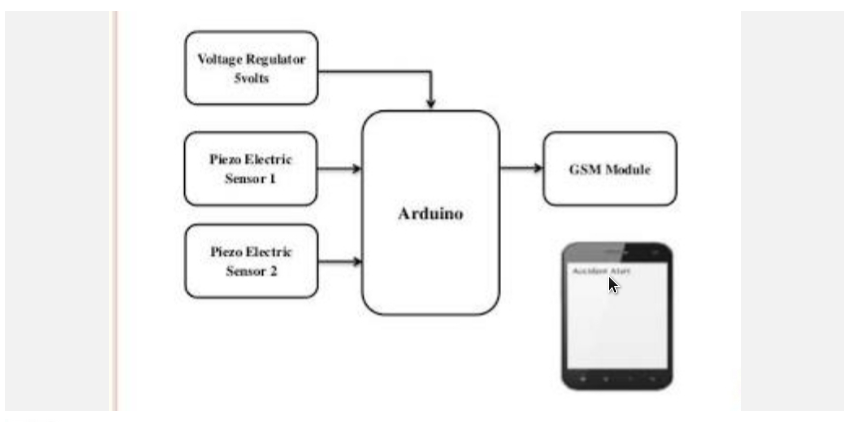 Voltage Regulator
5volts
Piezo Electric
Sensor 1
Arduino
GSM Module
Piezo Electric
Sensor 2
Accident Alert